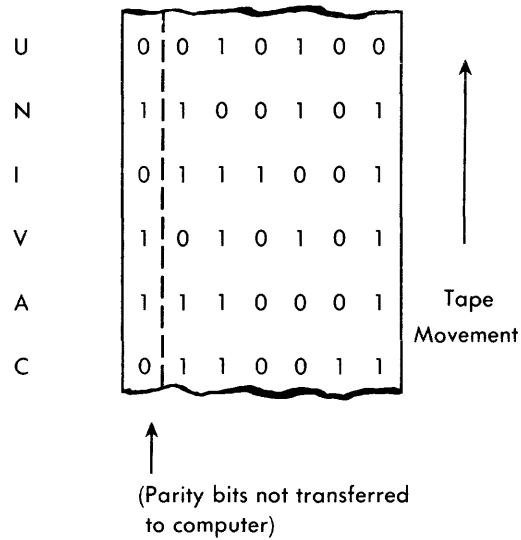 U 0 0 1 0 1 0 0
N 1 1 0 0 1 0 1
I 0 1 1 1 0 0 1
V 1 0 1 0 1 0 1
A 1 1 1 0 0 0 1
C 0 1 1 0 0 1 1
Tape
Movement
(Parity bits not transferred
to computer)